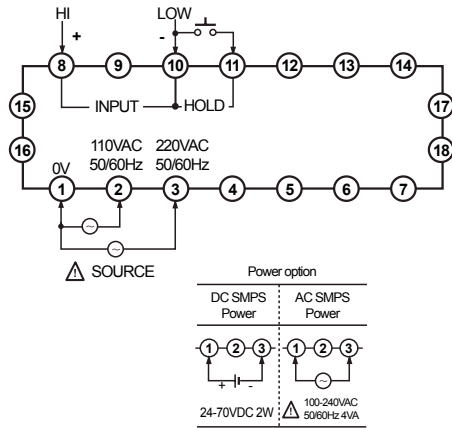 HI LOW
+ -
8 9 10 11 12 13 14
INPUT HOLD
15 17
16 18
110VAC 220VAC
0V 50/60Hz 50/60Hz
1 2 3 4 5 6 7
~
~
⚠ SOURCE
Power option
DC SMPS AC SMPS
Power Power
1 2 3 1 2 3
+ - ~
24-70VDC 2W ⚠ 100-240VAC
50/60Hz 4VA